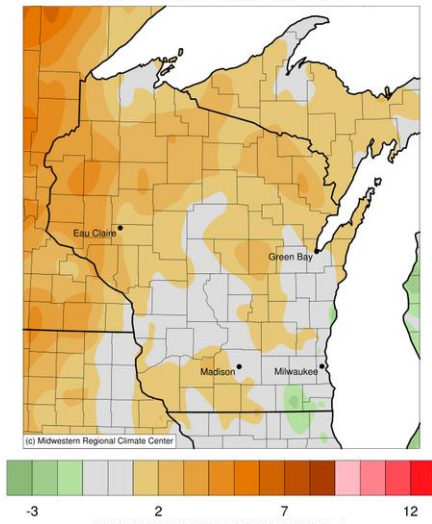 Eau Claire
Green Bay
Madison
Milwaukee
(c) Midwestern Regional Climate Center
-3 2 7 12